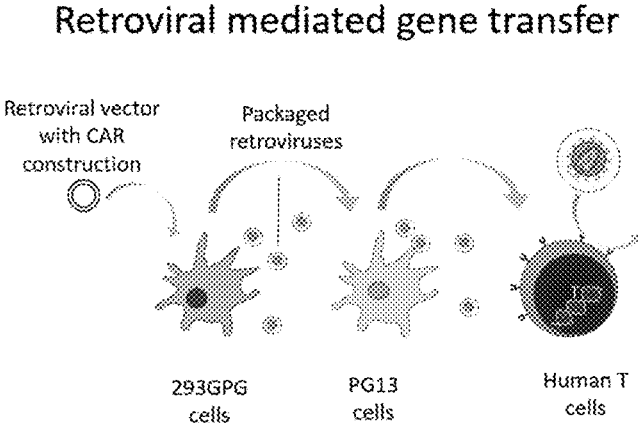 Retroviral mediated gene transfer
Retroviral vector
with CAR
construction
Packaged
retroviruses
293GPG
cells
PG13
cells
Human T
cells